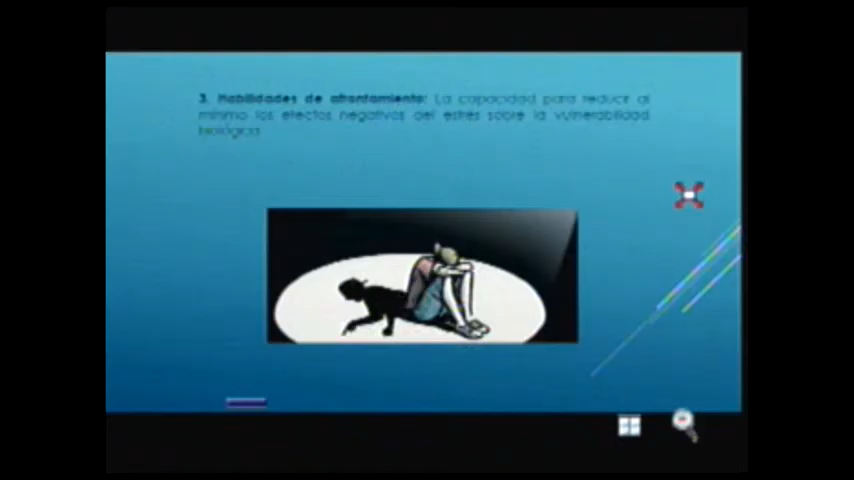 3. Habilidades de afrontamiento: La capacidad para reducir al
mínimo los efectos negativos del estrés sobre la vulnerabilidad
biológica.